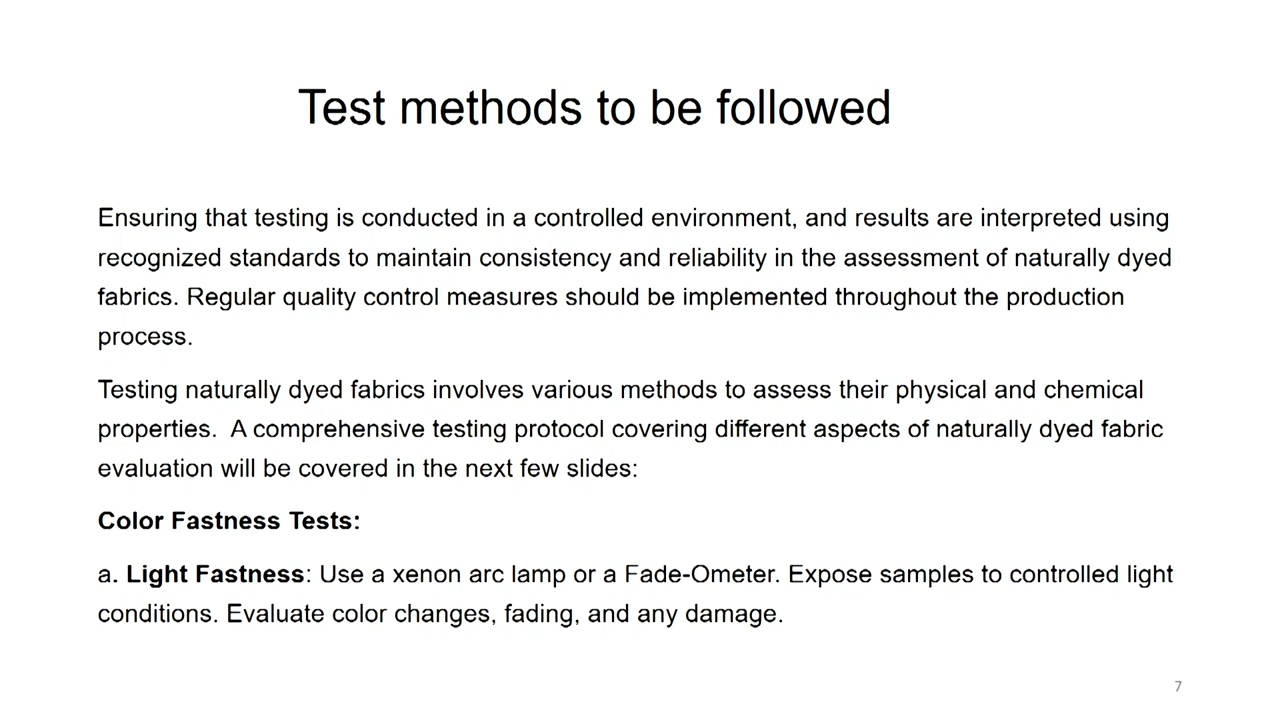 Test methods to be followed
Ensuring that testing is conducted in a controlled environment, and results are interpreted using
recognized standards to maintain consistency and reliability in the assessment of naturally dyed
fabrics. Regular quality control measures should be implemented throughout the production
process.
Testing naturally dyed fabrics involves various methods to assess their physical and chemical
properties.  A comprehensive testing protocol covering different aspects of naturally dyed fabric
evaluation will be covered in the next few slides:
Color Fastness Tests:
a. Light Fastness: Use a xenon arc lamp or a Fade-Ometer. Expose samples to controlled light
conditions. Evaluate color changes, fading, and any damage.
7